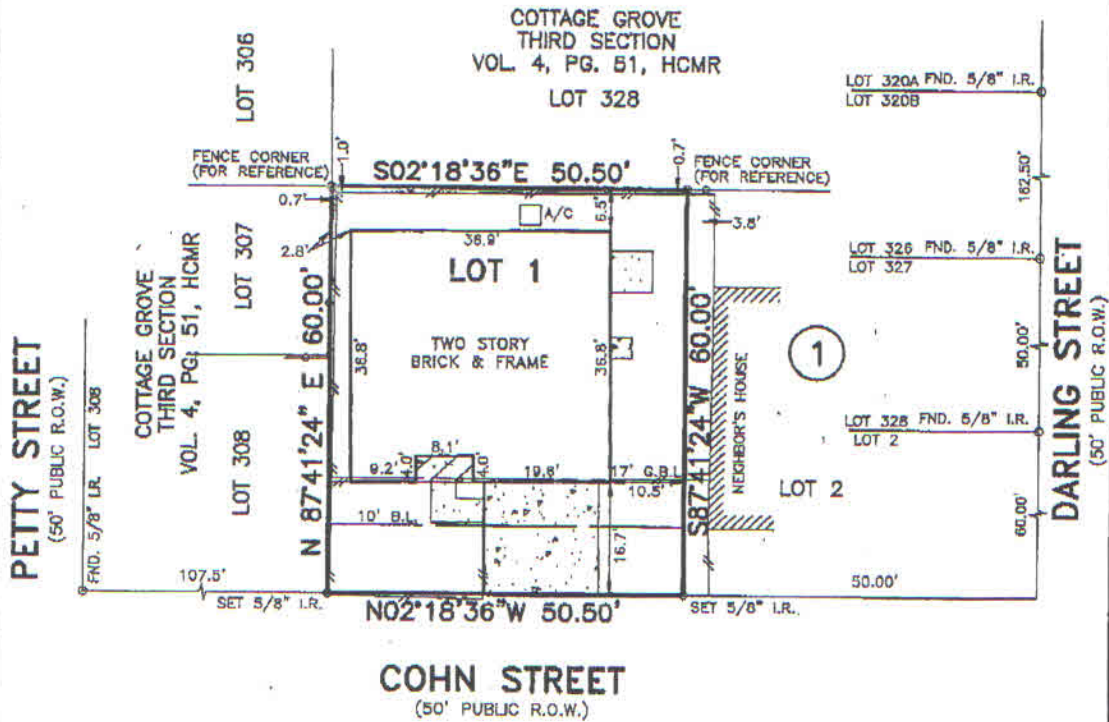 COTTAGE GROVE
THIRD SECTION
VOL. 4, PG. 51, HCMR
LOT 328
LOT 306
LOT 320A FND. 5/8" I.R.
LOT 320B
FENCE CORNER
(FOR REFERENCE)
1.0'
S02°18'36"E 50.50'
0.7'
FENCE CORNER
(FOR REFERENCE)
162.50'
0.7'
6.5'
A/C
3.8'
2.8'
36.9'
LOT 307
LOT 1
LOT 326 FND. 5/8" I.R.
LOT 327
COTTAGE GROVE
THIRD SECTION
VOL. 4, PG. 51, HCMR
N 87°41'24" E 60.00'
36.8'
TWO STORY
BRICK & FRAME
36.8'
S87°41'24"W 60.00'
NEIGHBOR'S HOUSE
1
50.00'
DARLING STREET
(50' PUBLIC R.O.W.)
PETTY STREET
(50' PUBLIC R.O.W.)
FND. 5/8" I.R. LOT 308
LOT 308
LOT 328 FND. 5/8" I.R.
LOT 2
8.1'
9.2'
4.0'
4.0'
19.6'
17' G.B.L.
10.5'
LOT 2
10' B.L.
16.7'
60.00'
107.5'
50.00'
SET 5/8" I.R.
N02°18'36"W 50.50'
SET 5/8" I.R.
COHN STREET
(50' PUBLIC R.O.W.)